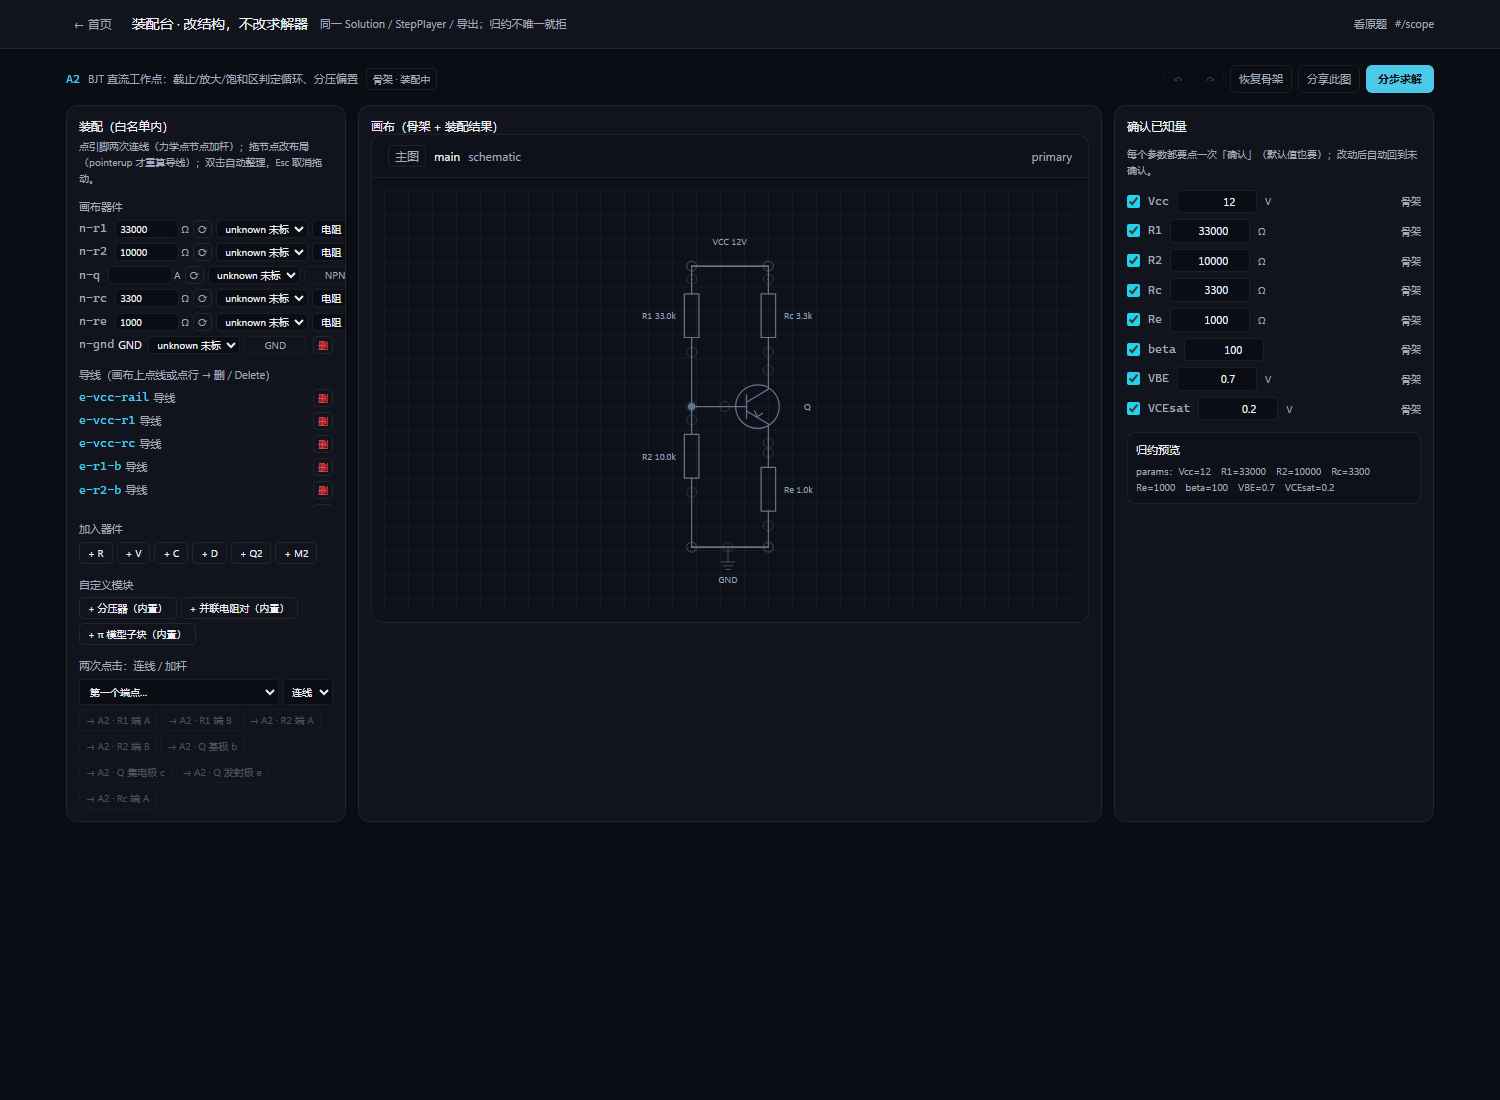 ← 首页 装配台 · 改结构，不改求解器 同一 Solution / StepPlayer / 导出；归约不唯一就拒 看原题 #/scope
A2 BJT 直流工作点：截止/放大/饱和区判定循环、分压偏置 骨架 · 装配中 恢复骨架 分享此图 分步求解
装配（白名单内）
点引脚两次连线（力学点节点加杆）；拖节点改布局
（pointerup 才重算导线）；双击自动整理，Esc 取消拖
动。
画布器件
n-r1 33000 Ω unknown 未标 电阻
n-r2 10000 Ω unknown 未标 电阻
n-q A unknown 未标 NPN
n-rc 3300 Ω unknown 未标 电阻
n-re 1000 Ω unknown 未标 电阻
n-gnd GND unknown 未标 GND 删
导线（画布上点线或点行 → 删 / Delete）
e-vcc-rail 导线 删
e-vcc-r1 导线 删
e-vcc-rc 导线 删
e-r1-b 导线 删
e-r2-b 导线 删
加入器件
+ R + V + C + D + Q2 + M2
自定义模块
+ 分压器（内置） + 并联电阻对（内置）
+ π 模型子块（内置）
两次点击：连线 / 加杆
第一个端点... 连线
→ A2 · R1 端 A → A2 · R1 端 B → A2 · R2 端 A
→ A2 · R2 端 B → A2 · Q 基极 b
→ A2 · Q 集电极 c → A2 · Q 发射极 e
→ A2 · Rc 端 A
画布（骨架 + 装配结果）
主图 main schematic primary
VCC 12V
R1 33.0k Rc 3.3k
Q
R2 10.0k
Re 1.0k
GND
确认已知量
每个参数都要点一次「确认」（默认值也要）；改动后自动回到未
确认。
Vcc 12 V 骨架
R1 33000 Ω 骨架
R2 10000 Ω 骨架
Rc 3300 Ω 骨架
Re 1000 Ω 骨架
beta 100 骨架
VBE 0.7 V 骨架
VCEsat 0.2 V 骨架
归约预览
params: Vcc=12 R1=33000 R2=10000 Rc=3300
Re=1000 beta=100 VBE=0.7 VCEsat=0.2